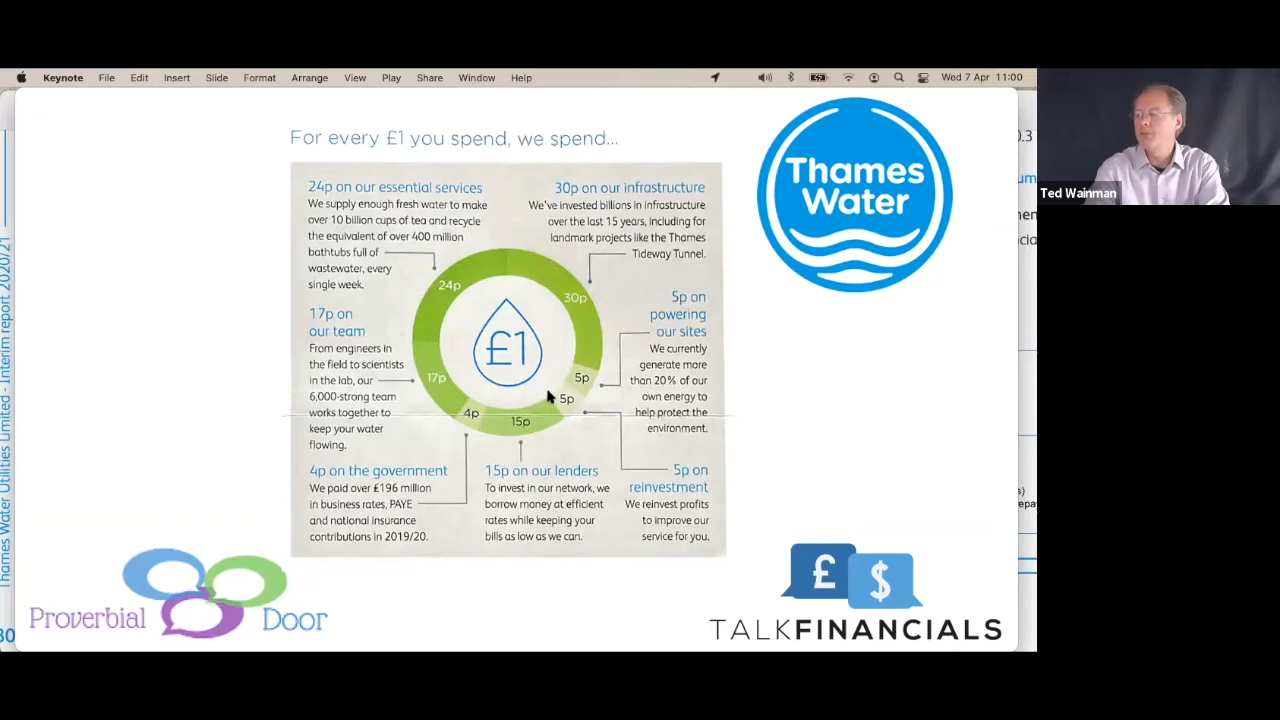 Keynote File Edit Insert Slide Format Arrange View Play Share Window Help Wed 7 Apr 11:00
For every £1 you spend, we spend...
Thames
Water
24p on our essential services
We supply enough fresh water to make
over 10 billion cups of tea and recycle
the equivalent of over 400 million
bathtubs full of
wastewater, every
single week.
30p on our infrastructure
We've invested billions in infrastructure
over the last 15 years, including for
landmark projects like the Thames
Tideway Tunnel.
17p on
our team
From engineers in
the field to scientists
in the lab, our
6,000-strong team
works together to
keep your water
flowing.
5p on
powering
our sites
We currently
generate more
than 20% of our
own energy to
help protect the
environment.
24p
30p
£1
17p
5p
5p
4p
15p
4p on the government
We paid over £196 million
in business rates, PAYE
and national insurance
contributions in 2019/20.
15p on our lenders
To invest in our network, we
borrow money at efficient
rates while keeping your
bills as low as we can.
5p on
reinvestment
We reinvest profits
to improve our
service for you.
Proverbial Door
£ $
TALKFINANCIALS
Ted Wainman
Thames Water Utilities Limited - Interim report 2020/21
30
0.3